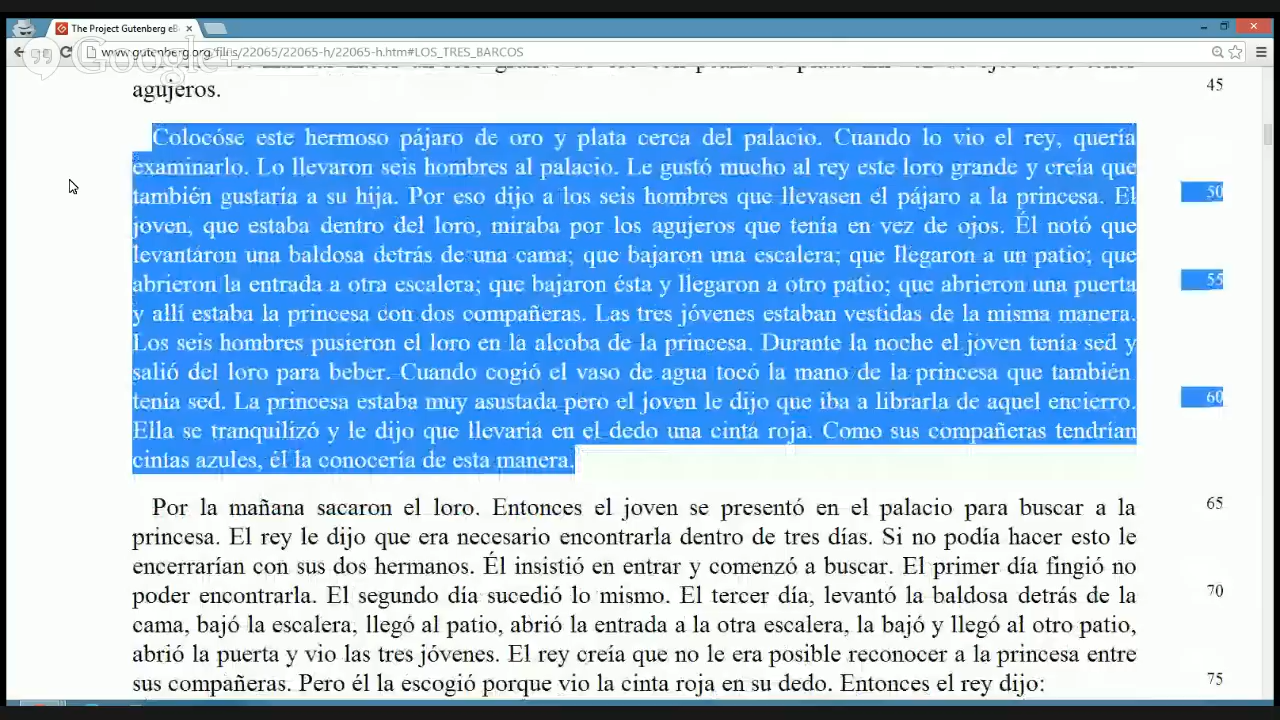 The Project Gutenberg eB
www.gutenberg.org/files/22065/22065-h/22065-h.htm#LOS_TRES_BARCOS
Google+
agujeros.
45
Colocóse este hermoso pájaro de oro y plata cerca del palacio. Cuando lo vio el rey, quería
examinarlo. Lo llevaron seis hombres al palacio. Le gustó mucho al rey este loro grande y creía que
también gustaría a su hija. Por eso dijo a los seis hombres que llevasen el pájaro a la princesa. El
50
joven, que estaba dentro del loro, miraba por los agujeros que tenía en vez de ojos. Él notó que
levantaron una baldosa detrás de una cama; que bajaron una escalera; que llegaron a un patio; que
abrieron la entrada a otra escalera; que bajaron ésta y llegaron a otro patio; que abrieron una puerta
55
y allí estaba la princesa con dos compañeras. Las tres jóvenes estaban vestidas de la misma manera.
Los seis hombres pusieron el loro en la alcoba de la princesa. Durante la noche el joven tenía sed y
salió del loro para beber. Cuando cogió el vaso de agua tocó la mano de la princesa que también
tenía sed. La princesa estaba muy asustada pero el joven le dijo que iba a librarla de aquel encierro.
60
Ella se tranquilizó y le dijo que llevaría en el dedo una cinta roja. Como sus compañeras tendrían
cintas azules, él la conocería de esta manera.
Por la mañana sacaron el loro. Entonces el joven se presentó en el palacio para buscar a la
65
princesa. El rey le dijo que era necesario encontrarla dentro de tres días. Si no podía hacer esto le
encerrarían con sus dos hermanos. Él insistió en entrar y comenzó a buscar. El primer día fingió no
poder encontrarla. El segundo día sucedió lo mismo. El tercer día, levantó la baldosa detrás de la
70
cama, bajó la escalera, llegó al patio, abrió la entrada a la otra escalera, la bajó y llegó al otro patio,
abrió la puerta y vio las tres jóvenes. El rey creía que no le era posible reconocer a la princesa entre
sus compañeras. Pero él la escogió porque vio la cinta roja en su dedo. Entonces el rey dijo:
75